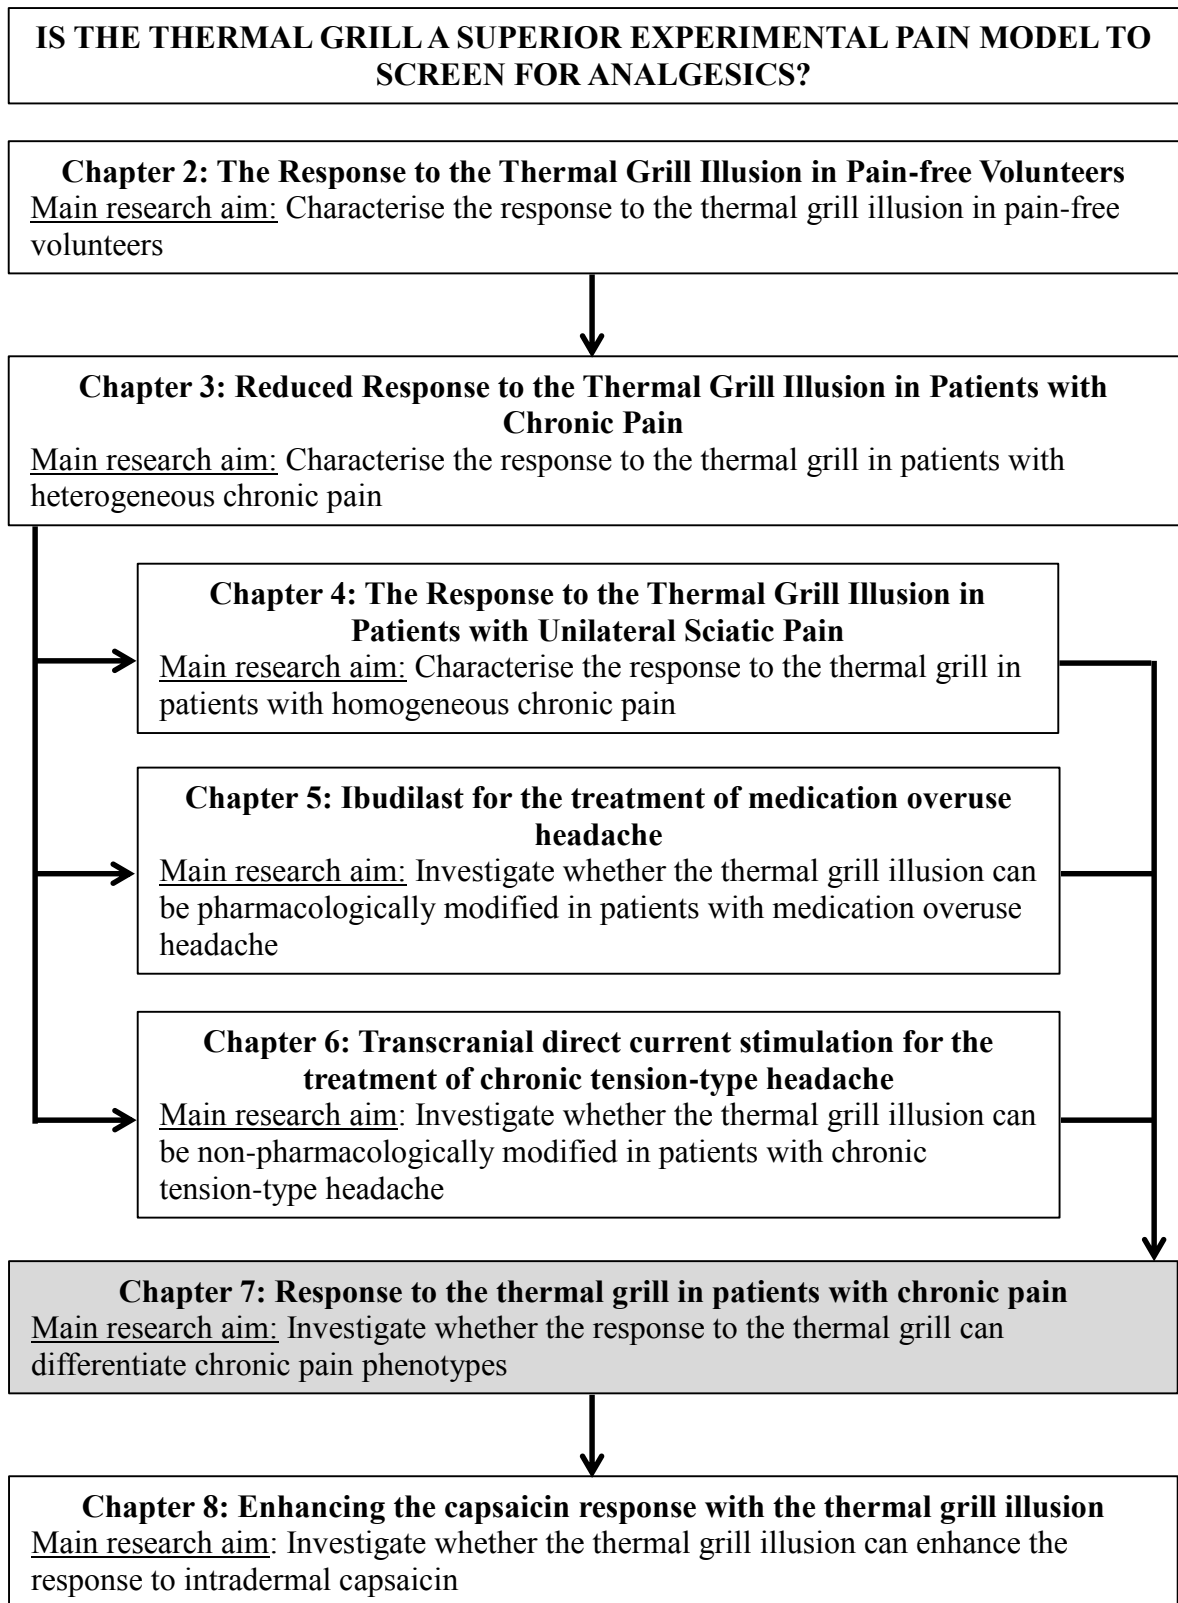 IS THE THERMAL GRILL A SUPERIOR EXPERIMENTAL PAIN MODEL TO
SCREEN FOR ANALGESICS?
Chapter 2: The Response to the Thermal Grill Illusion in Pain-free Volunteers
Main research aim: Characterise the response to the thermal grill illusion in pain-free
volunteers
Chapter 3: Reduced Response to the Thermal Grill Illusion in Patients with
Chronic Pain
Main research aim: Characterise the response to the thermal grill in patients with
heterogeneous chronic pain
Chapter 4: The Response to the Thermal Grill Illusion in
Patients with Unilateral Sciatic Pain
Main research aim: Characterise the response to the thermal grill in
patients with homogeneous chronic pain
Chapter 5: Ibudilast for the treatment of medication overuse
headache
Main research aim: Investigate whether the thermal grill illusion can
be pharmacologically modified in patients with medication overuse
headache
Chapter 6: Transcranial direct current stimulation for the
treatment of chronic tension-type headache
Main research aim: Investigate whether the thermal grill illusion can
be non-pharmacologically modified in patients with chronic
tension-type headache
Chapter 7: Response to the thermal grill in patients with chronic pain
Main research aim: Investigate whether the response to the thermal grill can
differentiate chronic pain phenotypes
Chapter 8: Enhancing the capsaicin response with the thermal grill illusion
Main research aim: Investigate whether the thermal grill illusion can enhance the
response to intradermal capsaicin